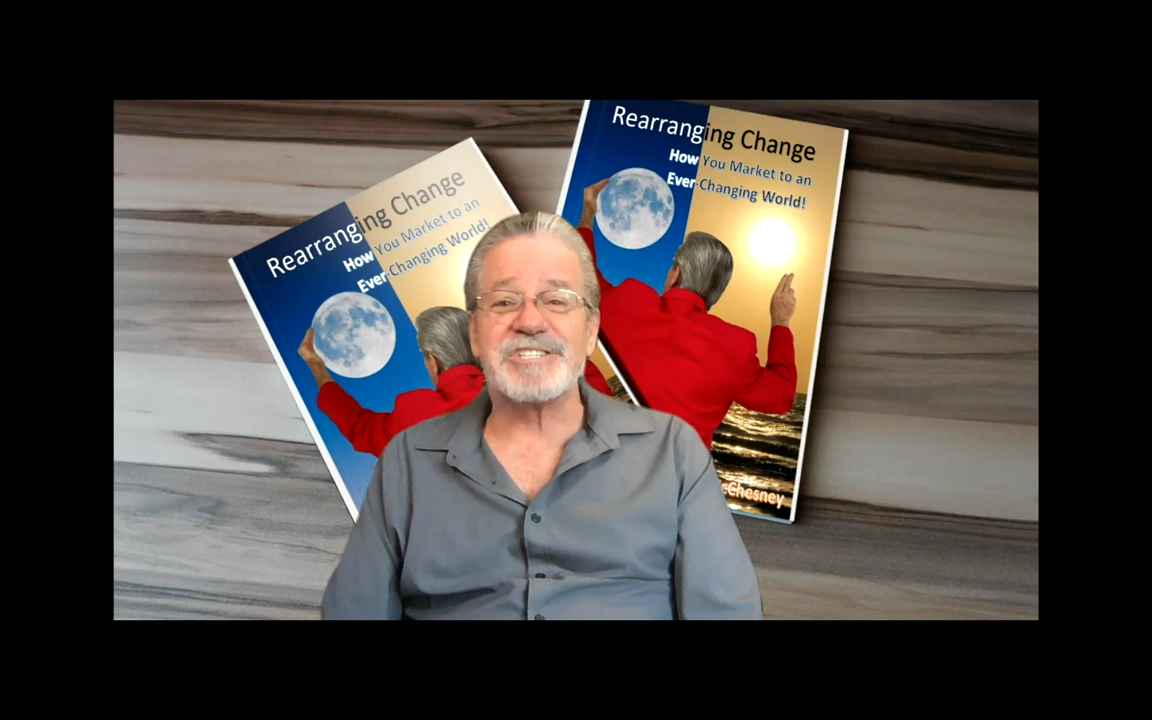 Rearranging Change
How You Market to an
Ever-Changing World!
Rearranging Change
How You Market to an
Ever-Changing World!
cChesney